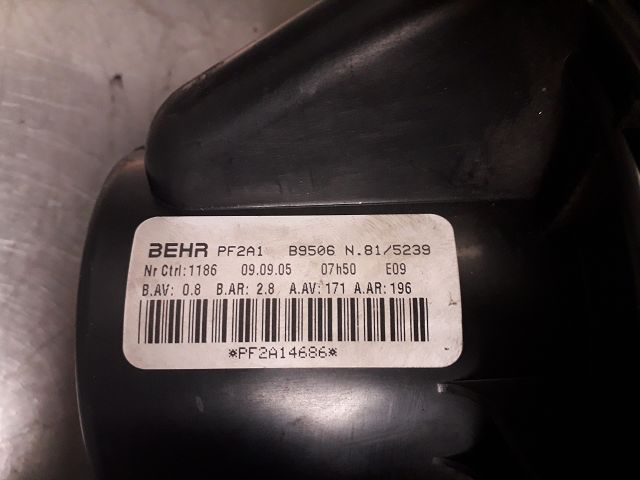 BEHR PF2A1 B9506 N.81/5239
Nr Ctrl:1186 09.09.05 07h50 E09
B.AV: 0.8 B.AR: 2.8 A.AV:171 A.AR:196
*PF2A14686*